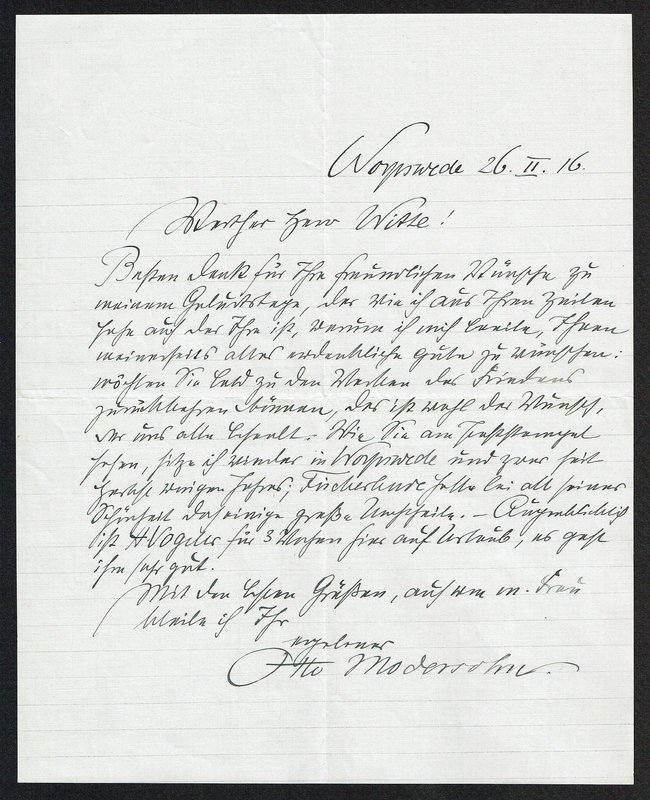 Worpswede 26. II. 16.
Werther Herr Witte!
Besten Dank für Ihre freundlichen Wünsche zu
meinem Geburtstage, der wie ich aus Ihren Zeilen
sehe auch der Ihre ist, warum ich mich beeile, Ihnen
meinerseits alles erdenkliche Gute zu wünschen:
möchten Sie bald zu den Werken des Friedens
zurückkehren können, das ist wohl der Wunsch,
der uns alle beseelt. Wie Sie am Poststempel
sehen, sitze ich wieder in Worpswede und zwar seit
Herbst vorigen Jahres; Fischerhude hatte bei all seiner
Schönheit doch einige große Nachtheile. – Augenblicklich
ist H Vogeler für 3 Wochen hier auf Urlaub, es geht
ihm sehr gut.
Mit den besten Grüßen, auch von m. Frau
bleibe ich Ihr
ergebener
Otto Modersohn.